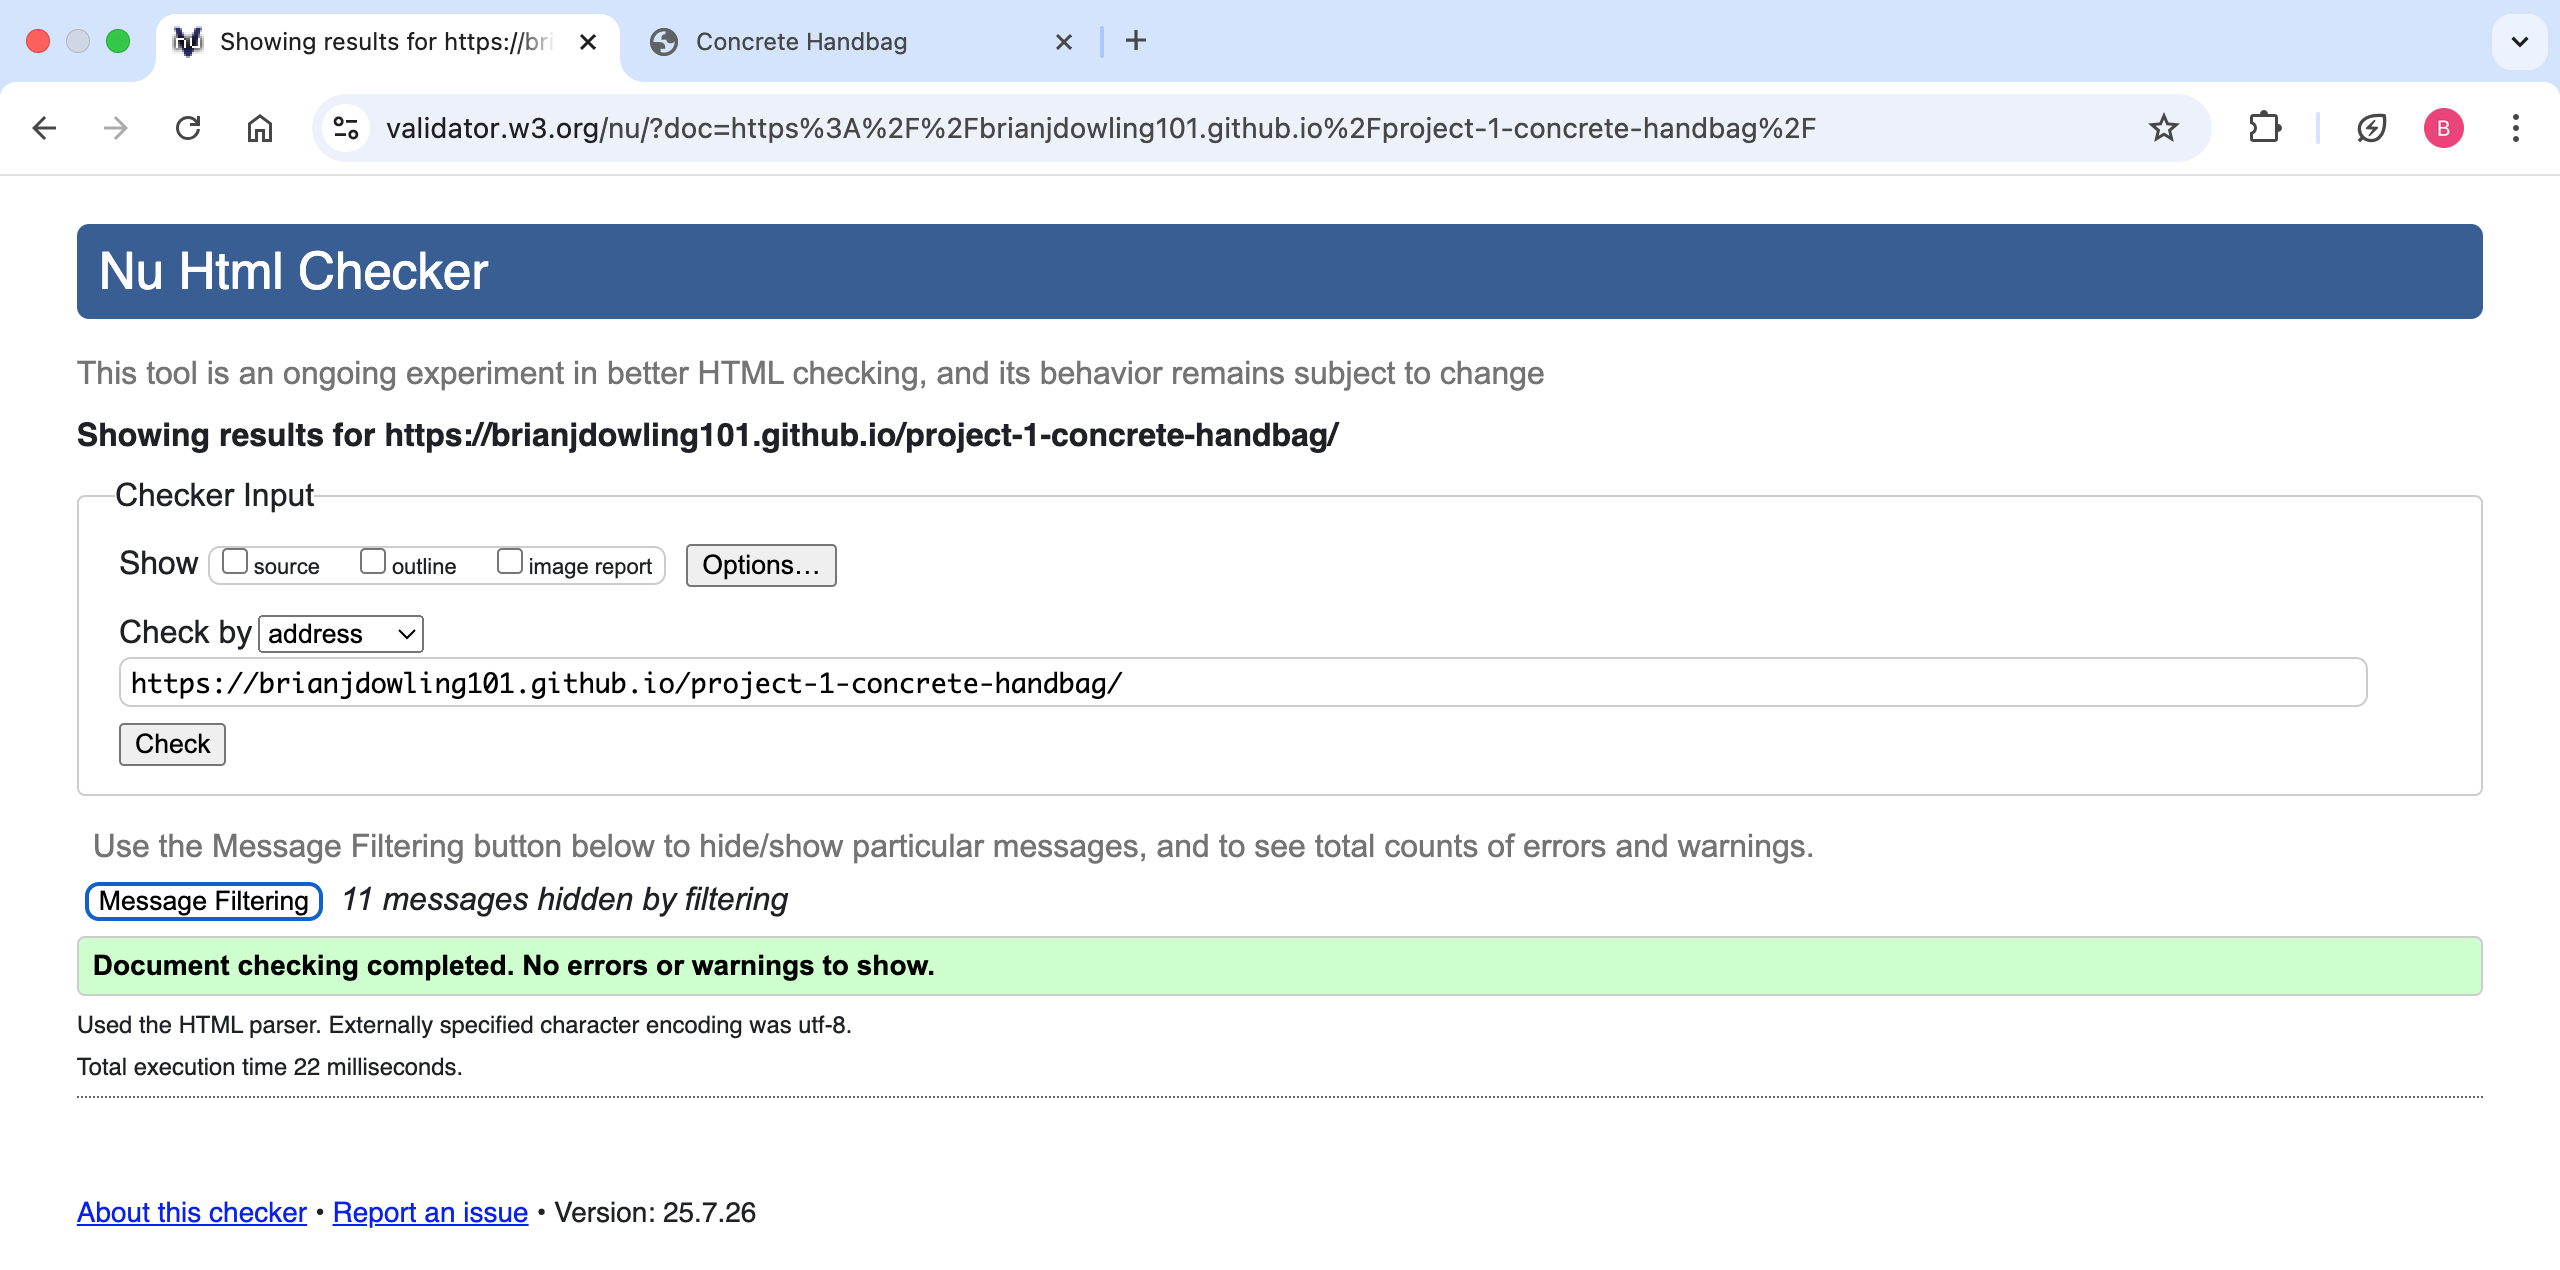 Showing results for https://bri
Concrete Handbag
validator.w3.org/nu/?doc=https%3A%2F%2Fbrianjdowling101.github.io%2Fproject-1-concrete-handbag%2F
B
Nu Html Checker
This tool is an ongoing experiment in better HTML checking, and its behavior remains subject to change
Showing results for https://brianjdowling101.github.io/project-1-concrete-handbag/
Checker Input
Show source outline image report Options...
Check by address
https://brianjdowling101.github.io/project-1-concrete-handbag/
Check
Use the Message Filtering button below to hide/show particular messages, and to see total counts of errors and warnings.
Message Filtering 11 messages hidden by filtering
Document checking completed. No errors or warnings to show.
Used the HTML parser. Externally specified character encoding was utf-8.
Total execution time 22 milliseconds.
About this checker • Report an issue • Version: 25.7.26